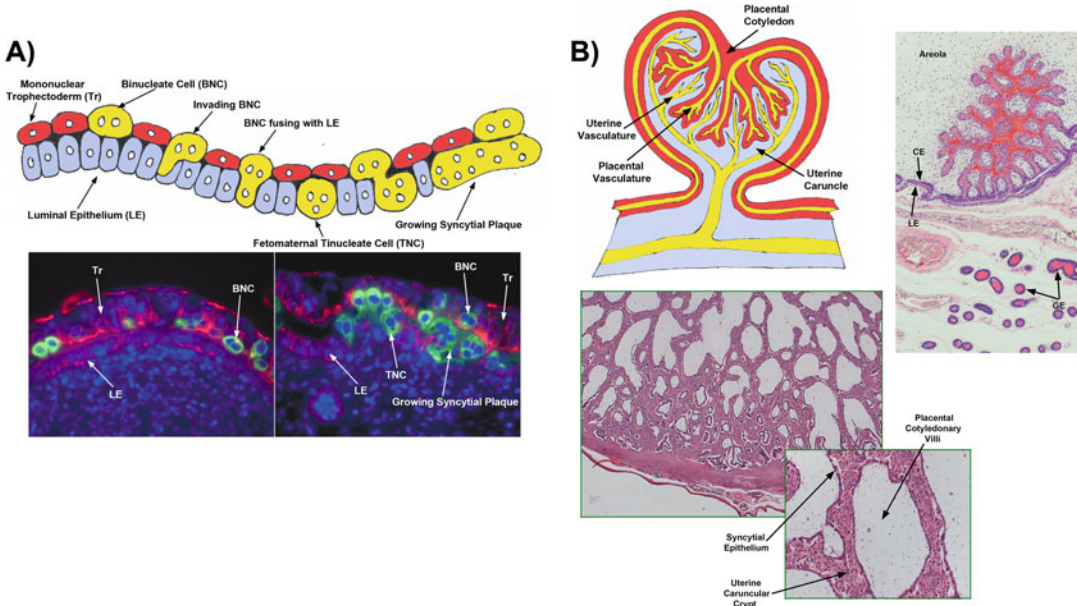 A)
Mononuclear
Trophectoderm (Tr)
Binucleate Cell (BNC)
Invading BNC
BNC fusing with LE
Luminal Epithelium (LE)
Growing Syncytial Plaque
Fetomaternal Tinucleate Cell (TNC)
Tr
BNC
LE
BNC
Tr
TNC
LE
Growing Syncytial Plaque
B)
Placental
Cotyledon
Uterine
Vasculature
Placental
Vasculature
Uterine
Caruncle
Areola
CE
LE
GE
Placental
Cotyledonary
Villi
Syncytial
Epithelium
Uterine
Caruncular
Crypt